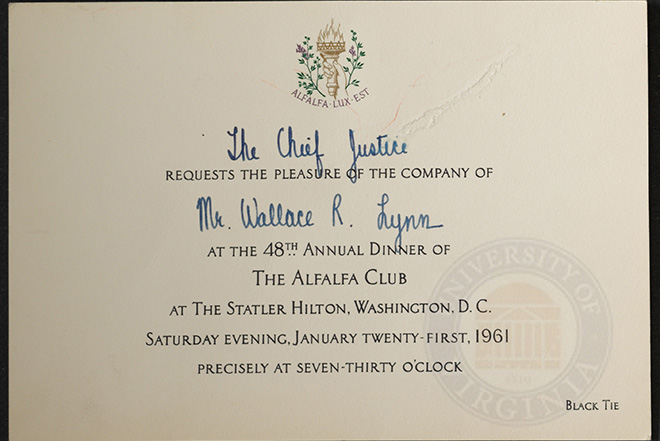 ALFALFA·LUX·EST
The Chief Justice
REQUESTS THE PLEASURE OF THE COMPANY OF
Mr. Wallace R. Lynn
AT THE 48TH ANNUAL DINNER OF
THE ALFALFA CLUB
AT THE STATLER HILTON, WASHINGTON, D. C.
SATURDAY EVENING, JANUARY TWENTY-FIRST, 1961
PRECISELY AT SEVEN-THIRTY O'CLOCK
BLACK TIE
UNIVERSITY OF VIRGINIA
1819